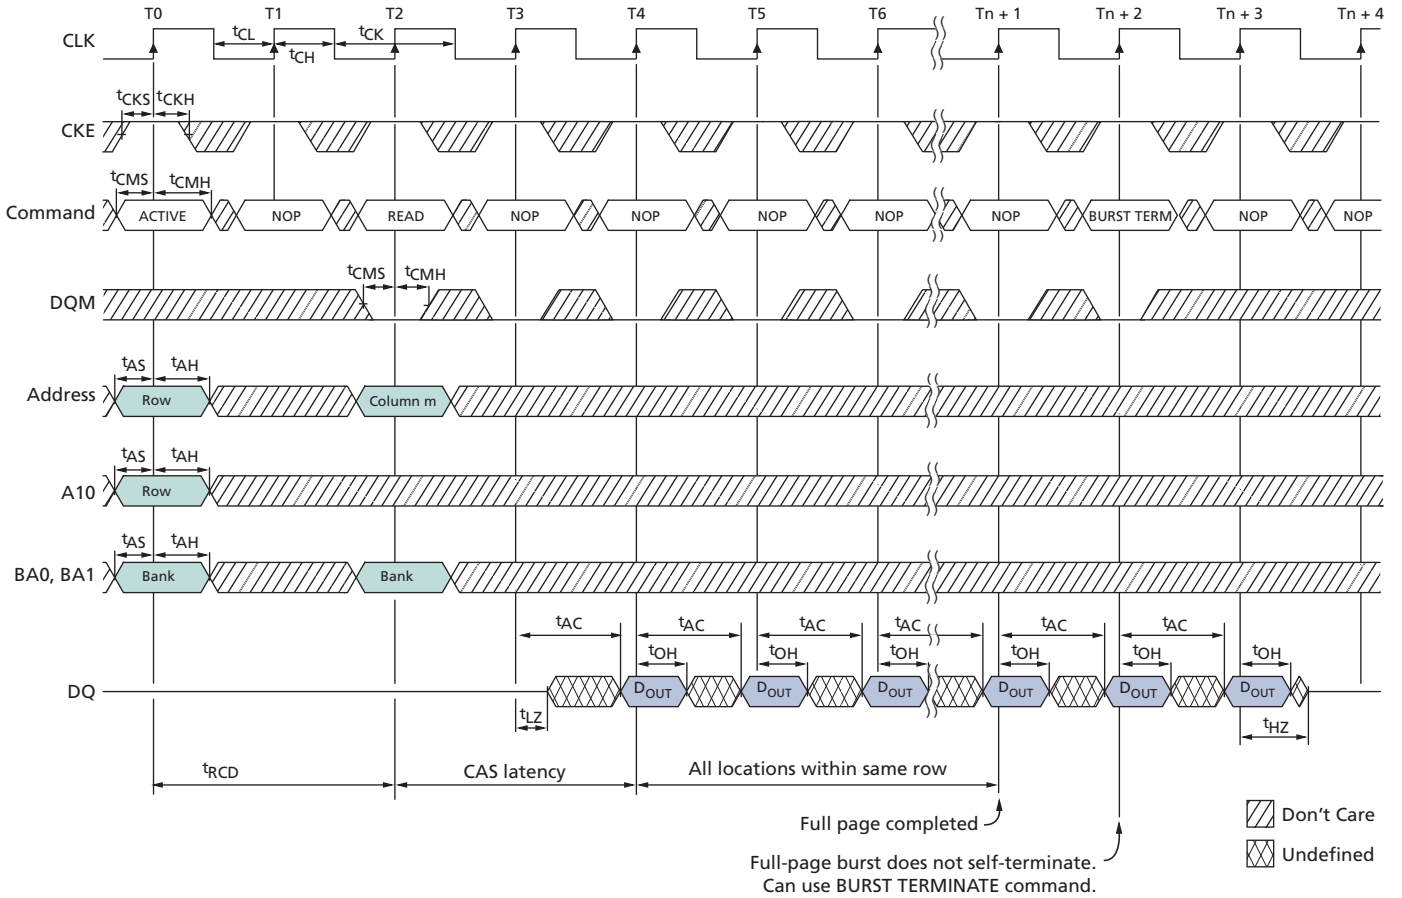 T0 T1 T2 T3 T4 T5 T6 Tn + 1 Tn + 2 Tn + 3 Tn + 4
CLK tCL tCH tCK
tCKS tCKH
CKE
tCMS tCMH
Command ACTIVE NOP READ NOP NOP NOP NOP NOP BURST TERM NOP NOP
tCMS tCMH
DQM
tAS tAH
Address Row Column m
tAS tAH
A10 Row
tAS tAH
BA0, BA1 Bank Bank
tAC tAC tAC tAC tAC tAC
tOH tOH tOH tOH tOH tOH
DQ DOUT DOUT DOUT DOUT DOUT DOUT
tLZ tHZ
tRCD CAS latency All locations within same row
Full page completed
Full-page burst does not self-terminate.
Can use BURST TERMINATE command.
Don't Care
Undefined